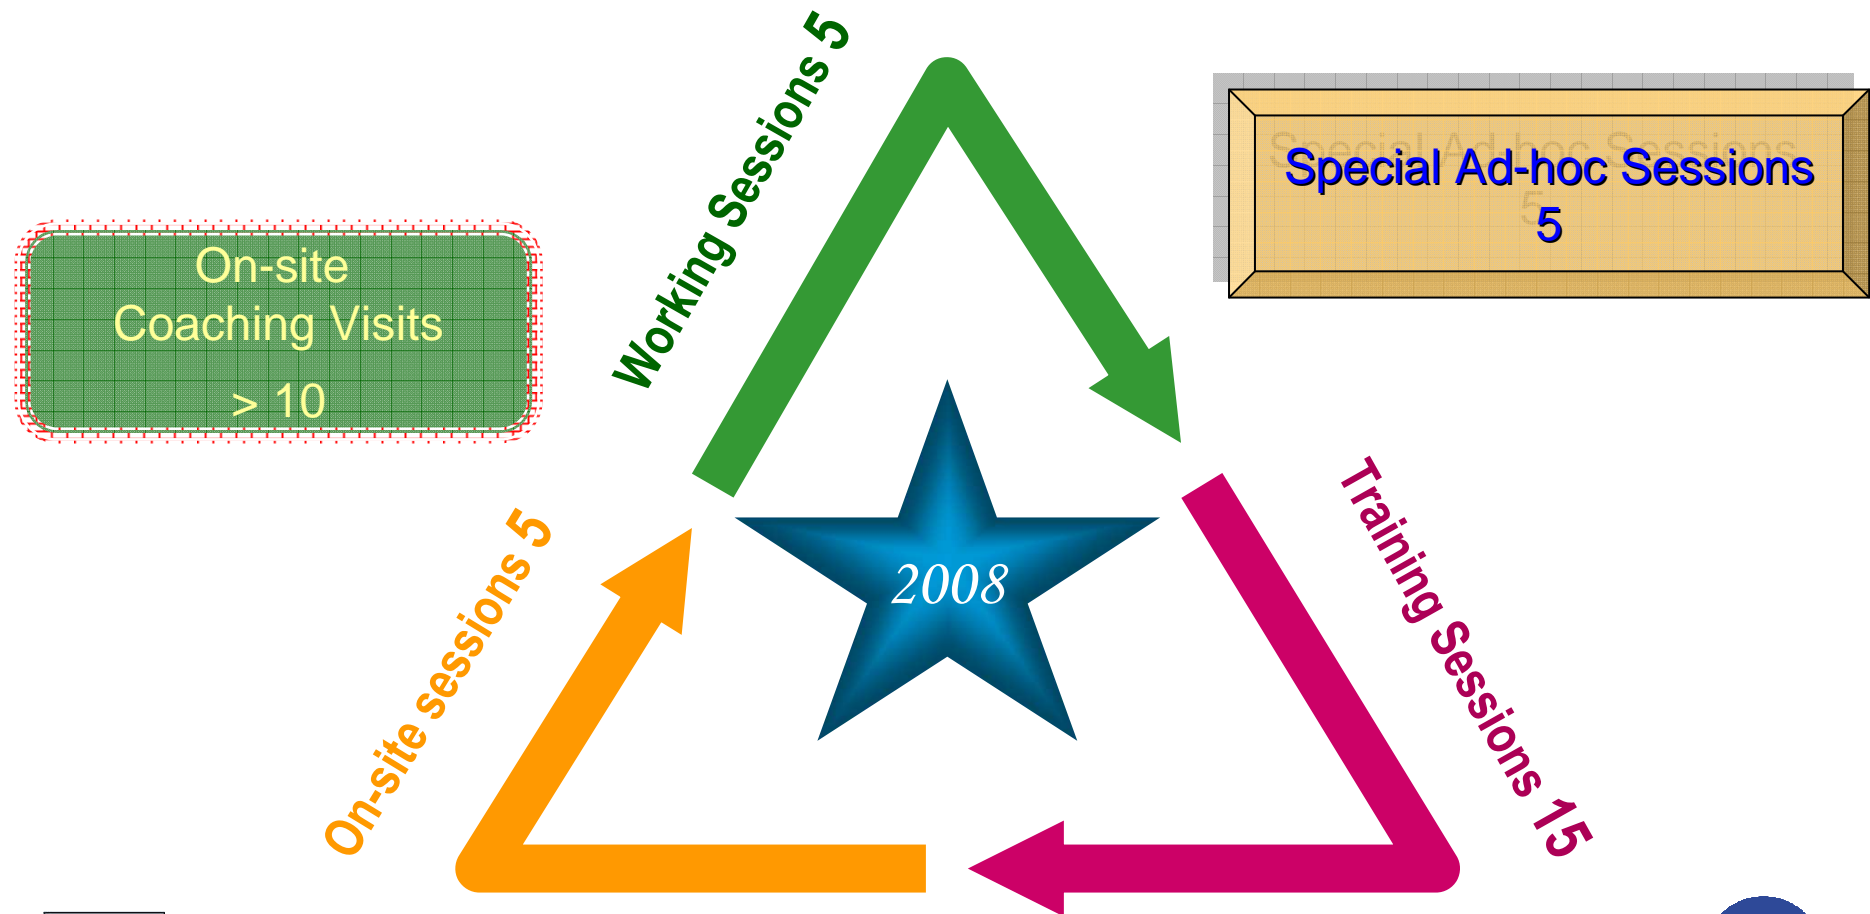 Working Sessions 5
Special Ad-hoc Sessions
5
On-site
Coaching Visits
> 10
On-site sessions 5
2008
Training Sessions 15